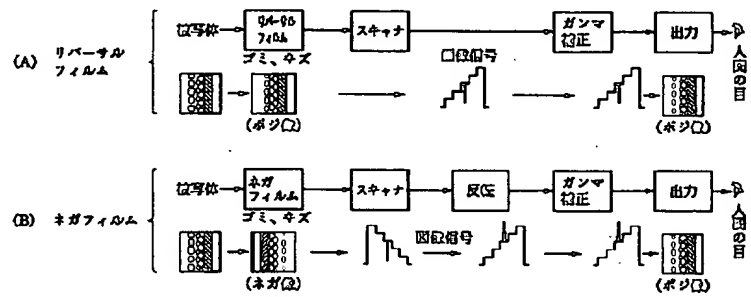 (A) リバーサル
フィルム
被写体
リバーサル
フィルム
ゴミ、キズ
スキャナ
ガンマ
補正
出力
人間の目
画像信号
(ポジ像)
(ポジ像)
(B) ネガフィルム
被写体
ネガ
フィルム
ゴミ、キズ
スキャナ
反転
ガンマ
補正
出力
人間の目
画像信号
(ネガ像)
(ポジ像)